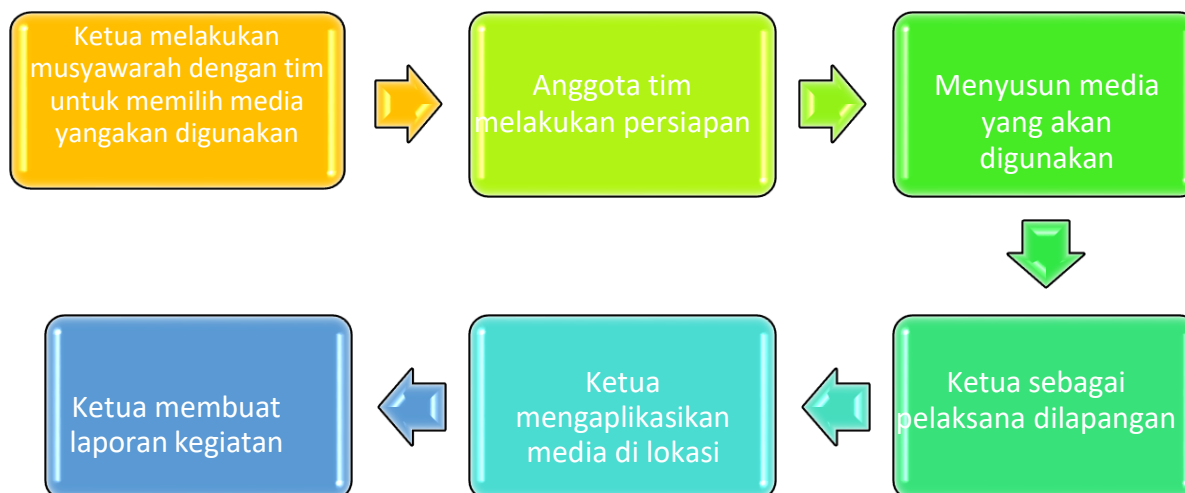 Ketua melakukan
musyawarah dengan tim
untuk memilih media
yangakan digunakan
Anggota tim
melakukan persiapan
Menyusun media
yang akan
digunakan
Ketua sebagai
pelaksana dilapangan
Ketua
mengaplikasikan
media di lokasi
Ketua membuat
laporan kegiatan